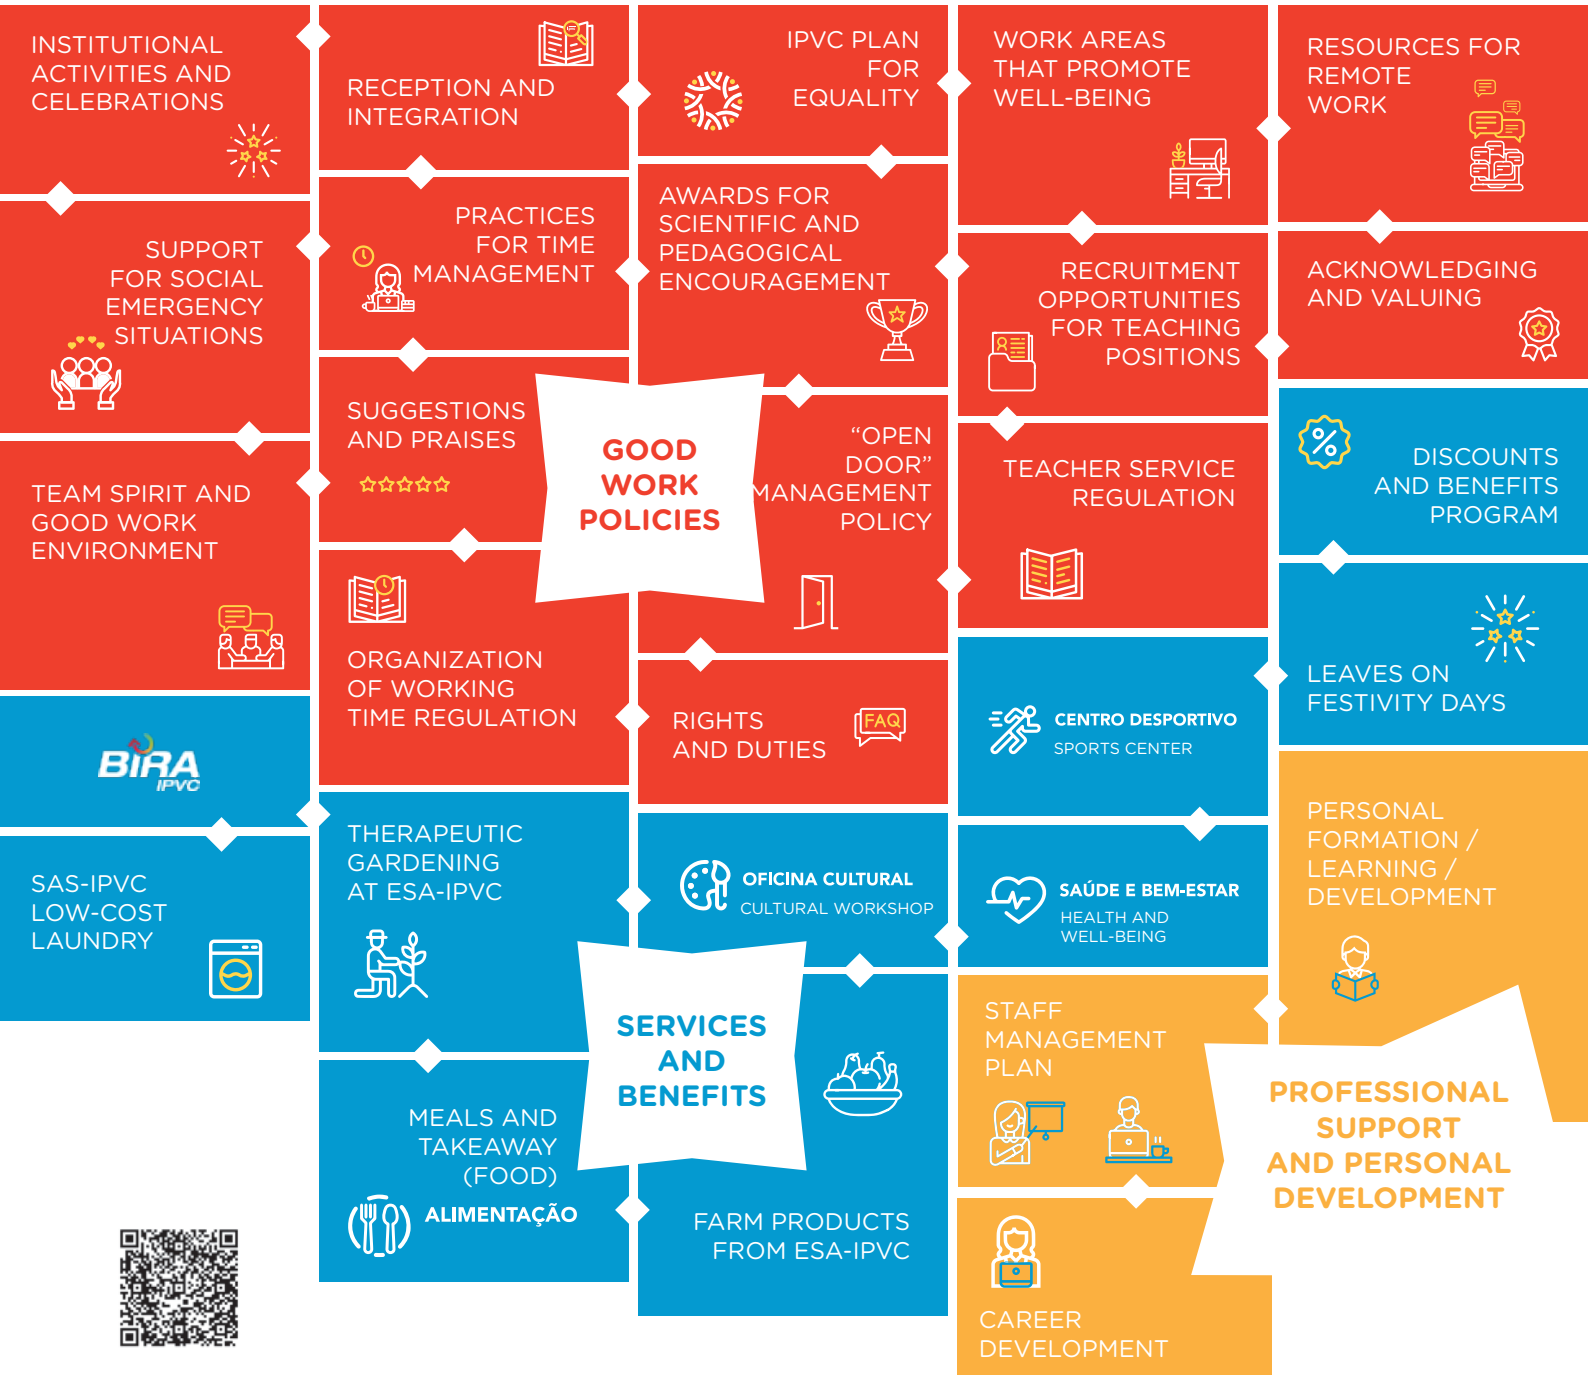 INSTITUTIONAL
ACTIVITIES AND
CELEBRATIONS
RECEPTION AND
INTEGRATION
IPVC PLAN
FOR
EQUALITY
WORK AREAS
THAT PROMOTE
WELL-BEING
RESOURCES FOR
REMOTE
WORK
SUPPORT
FOR SOCIAL
EMERGENCY
SITUATIONS
PRACTICES
FOR TIME
MANAGEMENT
AWARDS FOR
SCIENTIFIC AND
PEDAGOGICAL
ENCOURAGEMENT
RECRUITMENT
OPPORTUNITIES
FOR TEACHING
POSITIONS
ACKNOWLEDGING
AND VALUING
TEAM SPIRIT AND
GOOD WORK
ENVIRONMENT
SUGGESTIONS
AND PRAISES
GOOD
WORK
POLICIES
“OPEN
DOOR”
MANAGEMENT
POLICY
TEACHER SERVICE
REGULATION
DISCOUNTS
AND BENEFITS
PROGRAM
ORGANIZATION
OF WORKING
TIME REGULATION
RIGHTS
AND DUTIES
FAQ
CENTRO DESPORTIVO
SPORTS CENTER
LEAVES ON
FESTIVITY DAYS
BIRA
IPVC
SAS-IPVC
LOW-COST
LAUNDRY
THERAPEUTIC
GARDENING
AT ESA-IPVC
OFICINA CULTURAL
CULTURAL WORKSHOP
SAÚDE E BEM-ESTAR
HEALTH AND
WELL-BEING
PERSONAL
FORMATION /
LEARNING /
DEVELOPMENT
SERVICES
AND
BENEFITS
MEALS AND
TAKEAWAY
(FOOD)
ALIMENTAÇÃO
FARM PRODUCTS
FROM ESA-IPVC
STAFF
MANAGEMENT
PLAN
PROFESSIONAL
SUPPORT
AND PERSONAL
DEVELOPMENT
CAREER
DEVELOPMENT